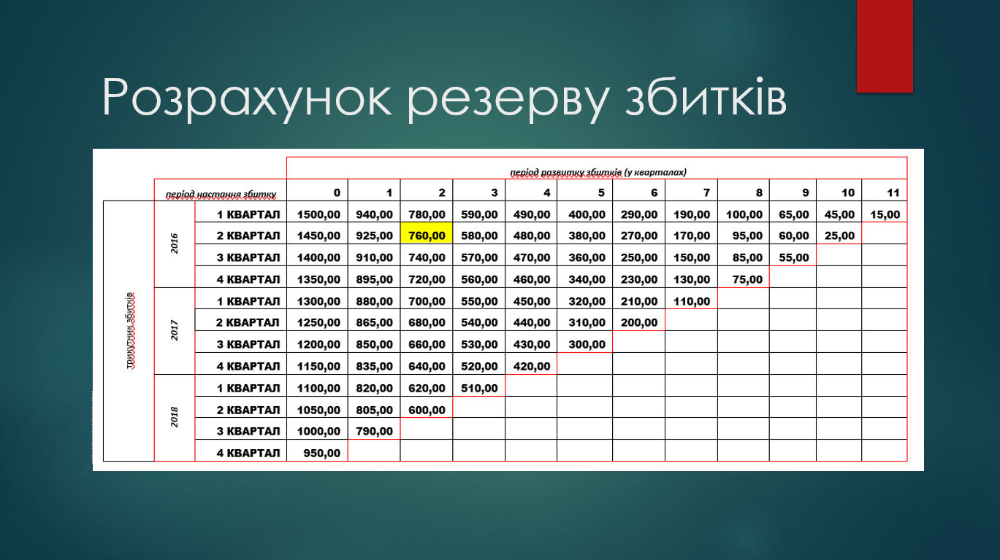 Розрахунок резерву збитків
період розвитку збитків (у кварталах)
період настання збитку 0 1 2 3 4 5 6 7 8 9 10 11
трикутник збитків
2016
1 КВАРТАЛ 1500,00 940,00 780,00 590,00 490,00 400,00 290,00 190,00 100,00 65,00 45,00 15,00
2 КВАРТАЛ 1450,00 925,00 760,00 580,00 480,00 380,00 270,00 170,00 95,00 60,00 25,00
3 КВАРТАЛ 1400,00 910,00 740,00 570,00 470,00 360,00 250,00 150,00 85,00 55,00
4 КВАРТАЛ 1350,00 895,00 720,00 560,00 460,00 340,00 230,00 130,00 75,00
2017
1 КВАРТАЛ 1300,00 880,00 700,00 550,00 450,00 320,00 210,00 110,00
2 КВАРТАЛ 1250,00 865,00 680,00 540,00 440,00 310,00 200,00
3 КВАРТАЛ 1200,00 850,00 660,00 530,00 430,00 300,00
4 КВАРТАЛ 1150,00 835,00 640,00 520,00 420,00
2018
1 КВАРТАЛ 1100,00 820,00 620,00 510,00
2 КВАРТАЛ 1050,00 805,00 600,00
3 КВАРТАЛ 1000,00 790,00
4 КВАРТАЛ 950,00